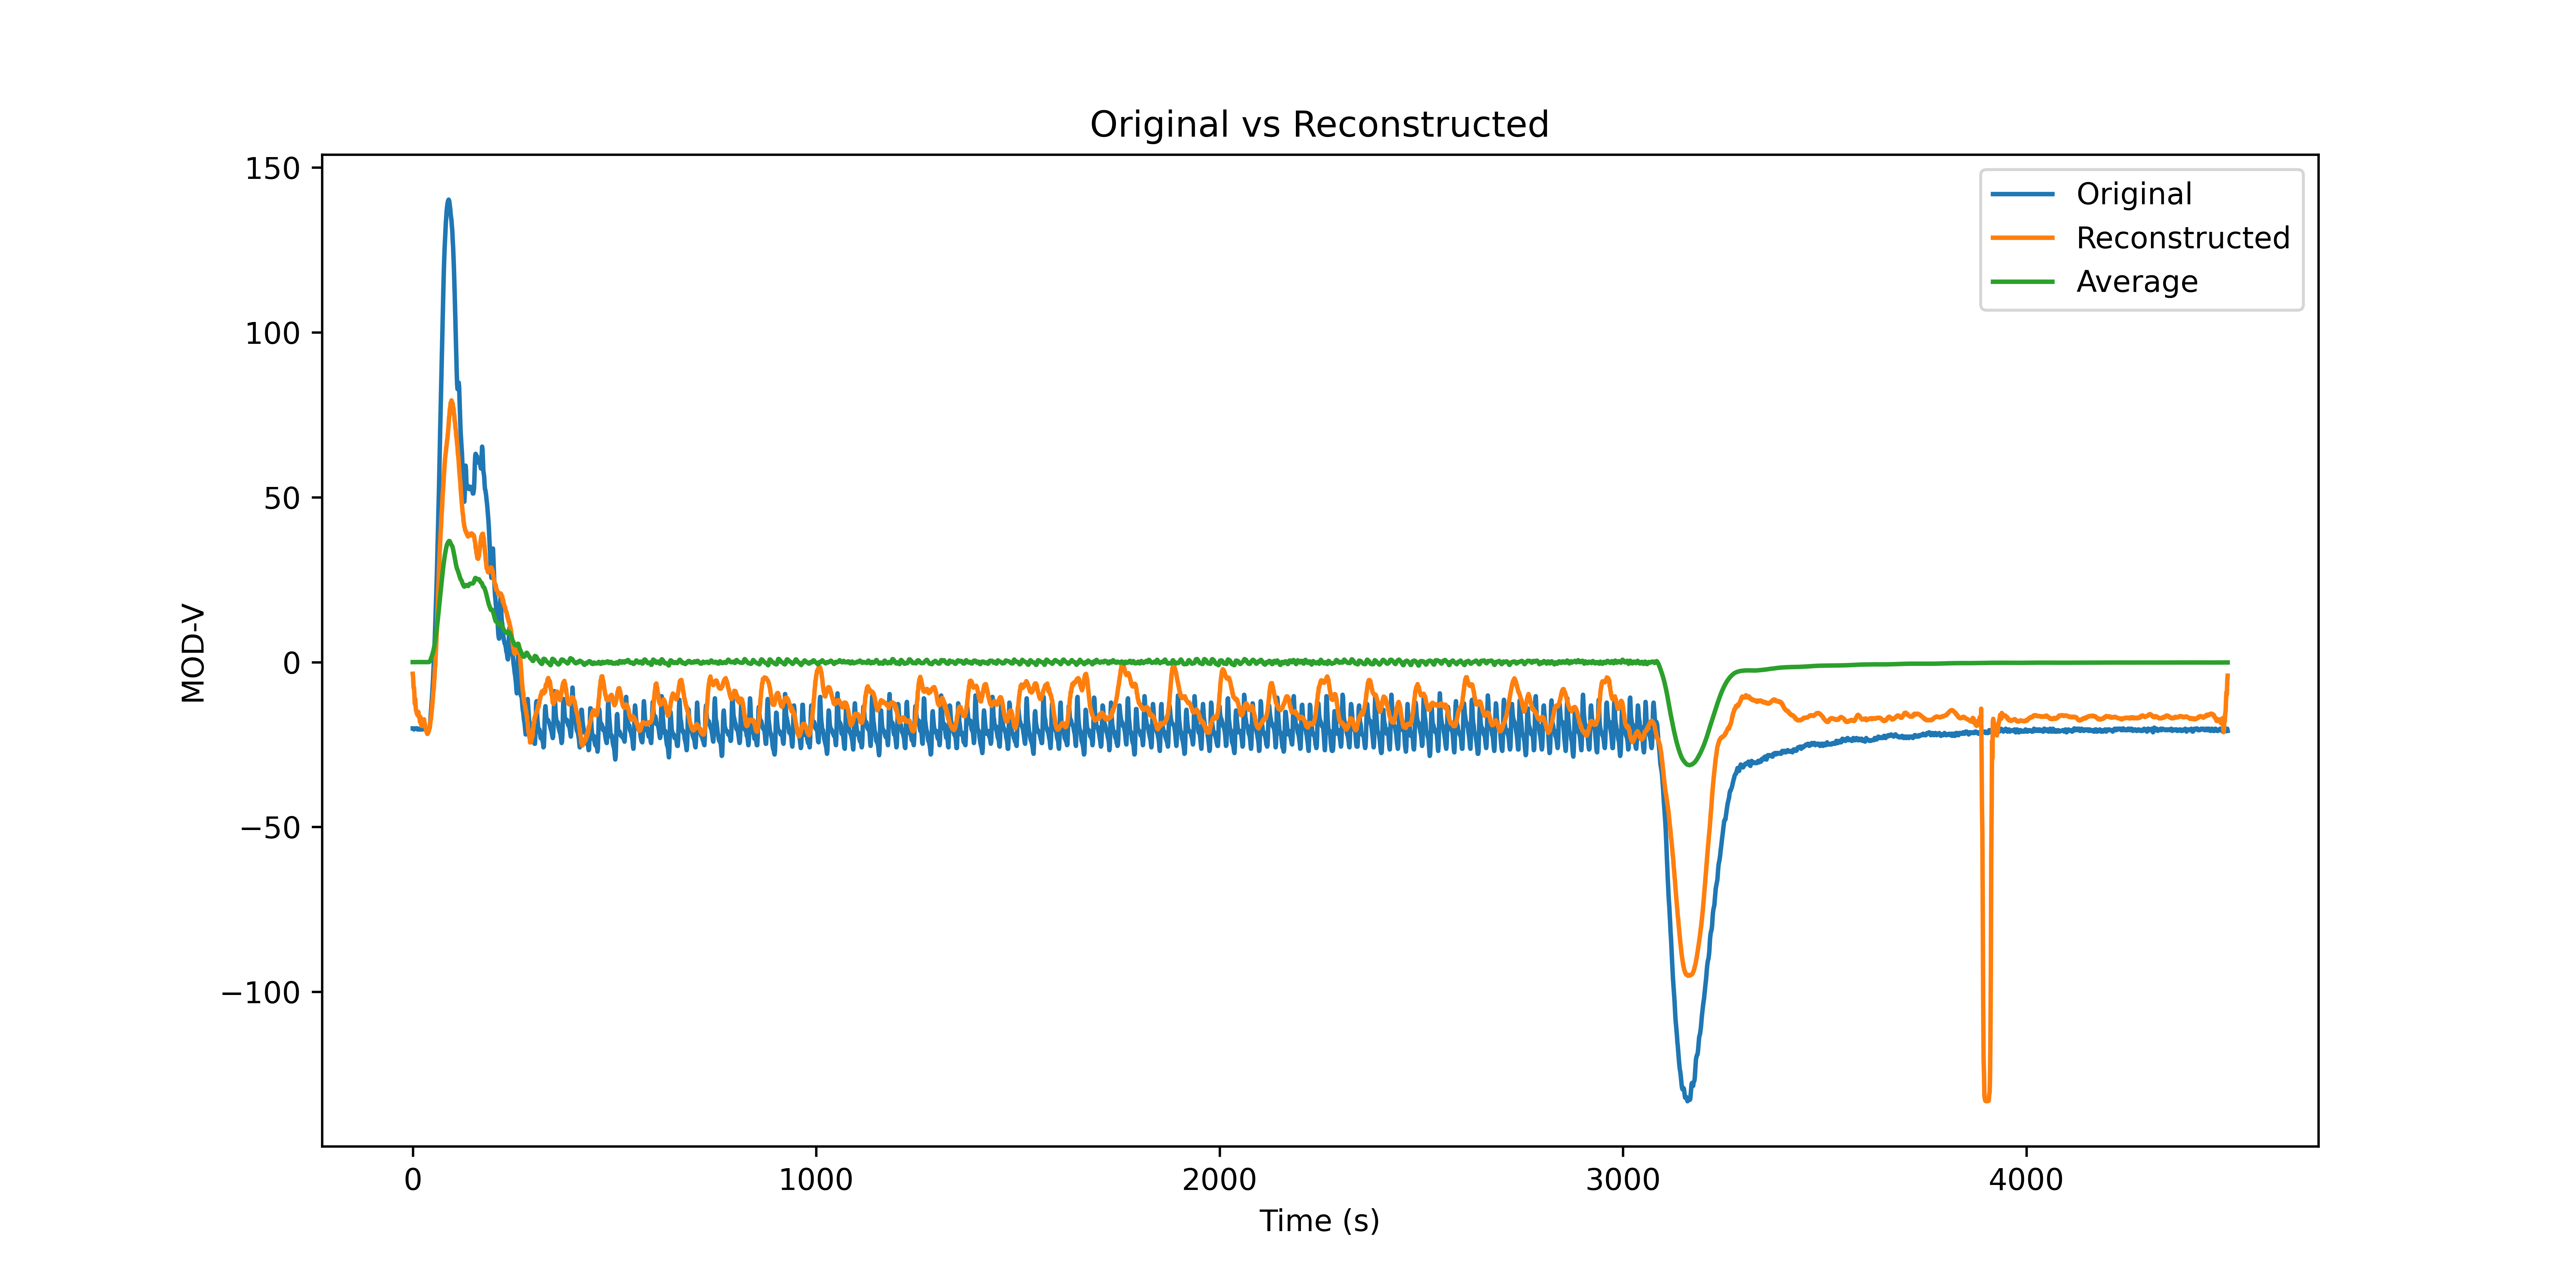 Original vs Reconstructed
150
100
50
0
−50
−100
MOD-V
Original
Reconstructed
Average
0 1000 2000 3000 4000
Time (s)